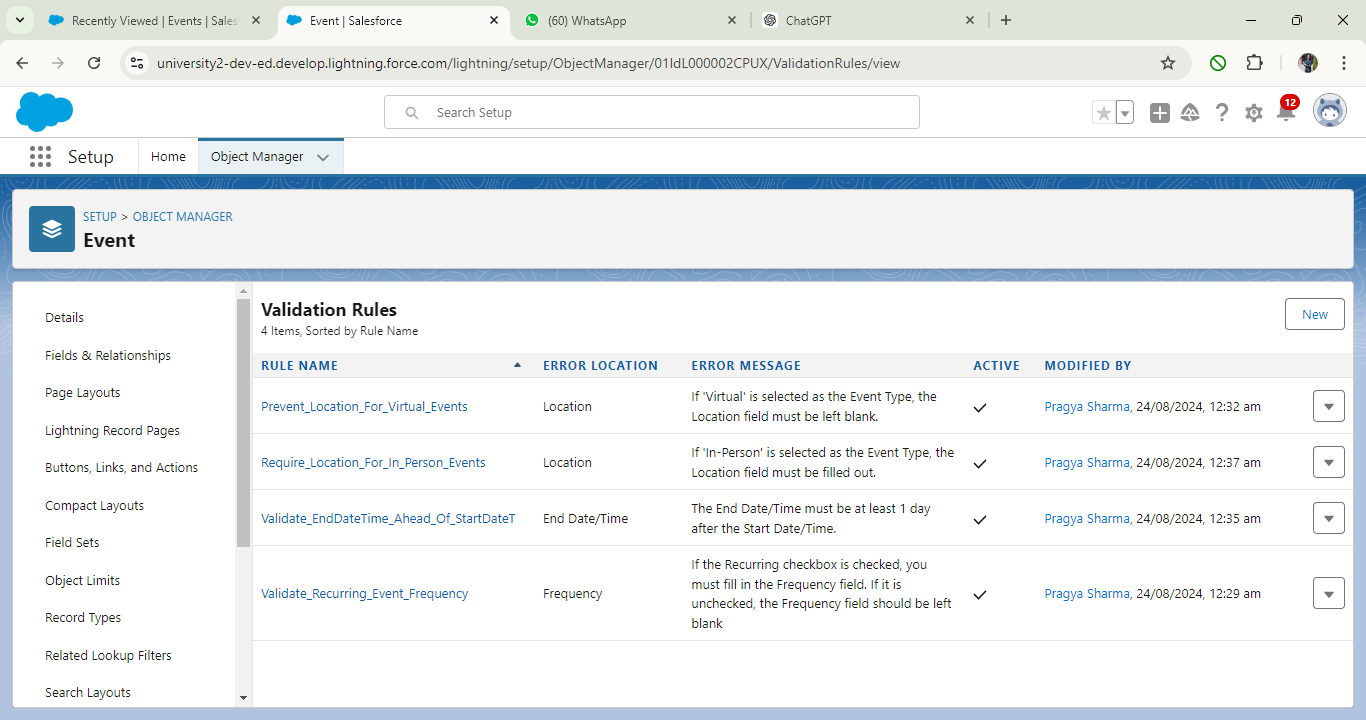 Recently Viewed | Events | Sales
Event | Salesforce
(60) WhatsApp
ChatGPT
university2-dev-ed.develop.lightning.force.com/lightning/setup/ObjectManager/01IdL000002CPUX/ValidationRules/view
Search Setup
12
Setup
Home
Object Manager
SETUP > OBJECT MANAGER
Event
Details
Fields & Relationships
Page Layouts
Lightning Record Pages
Buttons, Links, and Actions
Compact Layouts
Field Sets
Object Limits
Record Types
Related Lookup Filters
Search Layouts
Validation Rules
4 Items, Sorted by Rule Name
New
RULE NAME ERROR LOCATION ERROR MESSAGE ACTIVE MODIFIED BY
Prevent_Location_For_Virtual_Events Location If 'Virtual' is selected as the Event Type, the
Location field must be left blank. Pragya Sharma, 24/08/2024, 12:32 am
Require_Location_For_In_Person_Events Location If 'In-Person' is selected as the Event Type, the
Location field must be filled out. Pragya Sharma, 24/08/2024, 12:37 am
Validate_EndDateTime_Ahead_Of_StartDateT End Date/Time The End Date/Time must be at least 1 day
after the Start Date/Time. Pragya Sharma, 24/08/2024, 12:35 am
Validate_Recurring_Event_Frequency Frequency If the Recurring checkbox is checked, you
must fill in the Frequency field. If it is
unchecked, the Frequency field should be left
blank Pragya Sharma, 24/08/2024, 12:29 am